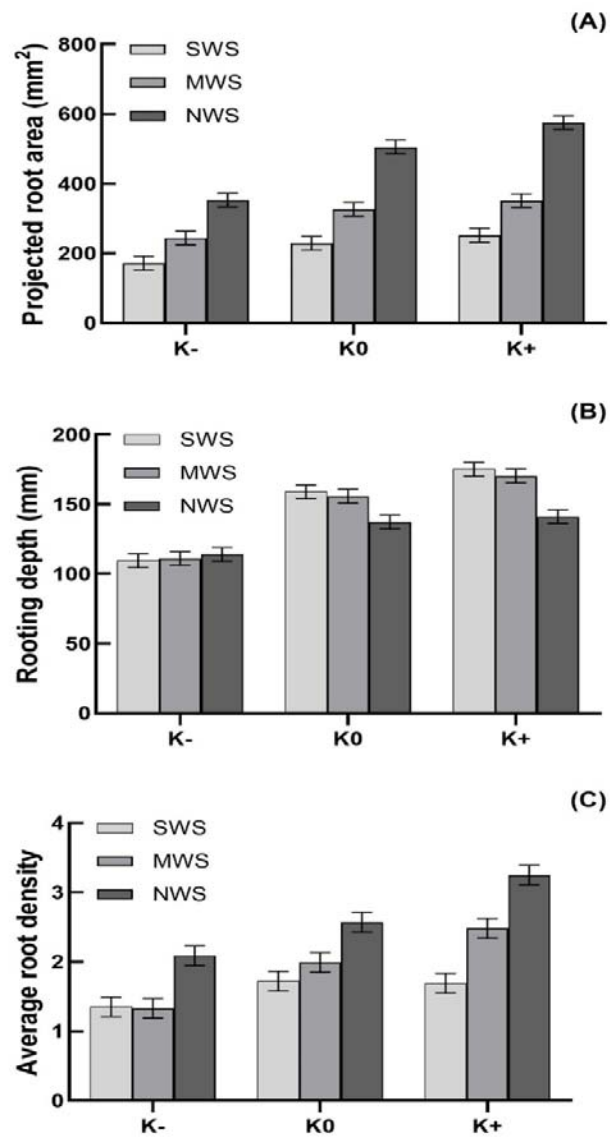 (A)
Projected root area (mm²)
800
600
400
200
0
SWS
MWS
NWS
K- K0 K+
(B)
Rooting depth (mm)
200
150
100
50
0
SWS
MWS
NWS
K- K0 K+
(C)
Average root density
4
3
2
1
0
SWS
MWS
NWS
K- K0 K+